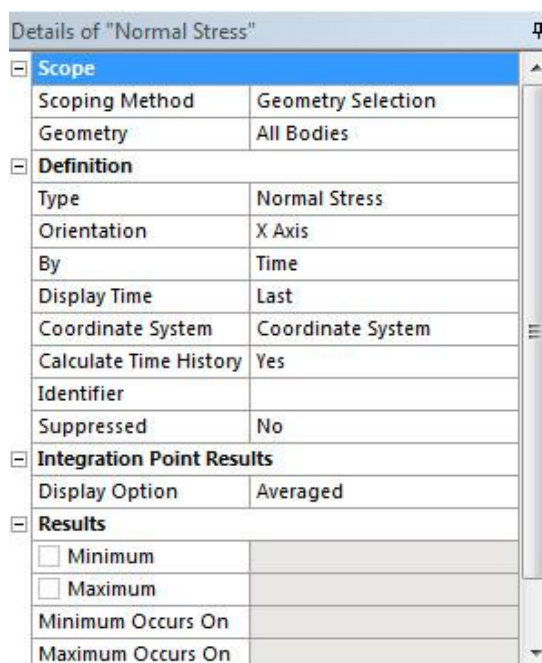 Details of "Normal Stress"
Scope
Scoping Method Geometry Selection
Geometry All Bodies
Definition
Type Normal Stress
Orientation X Axis
By Time
Display Time Last
Coordinate System Coordinate System
Calculate Time History Yes
Identifier
Suppressed No
Integration Point Results
Display Option Averaged
Results
Minimum
Maximum
Minimum Occurs On
Maximum Occurs On